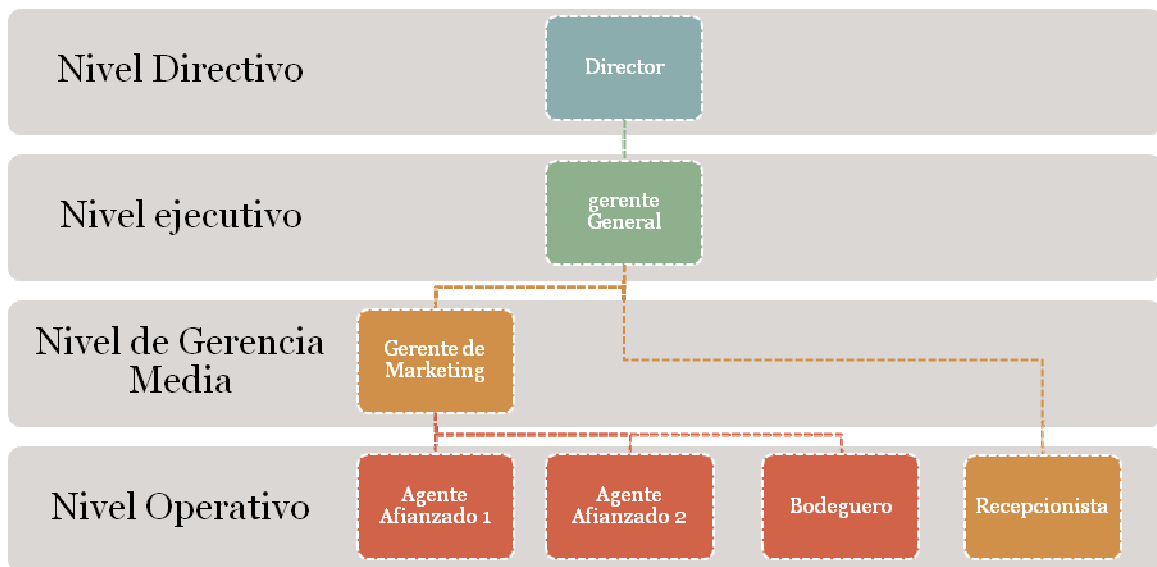 Nivel Directivo
Director
Nivel ejecutivo
gerente
General
Nivel de Gerencia
Media
Gerente de
Marketing
Nivel Operativo
Agente
Afianzado 1
Agente
Afianzado 2
Bodeguero
Recepcionista